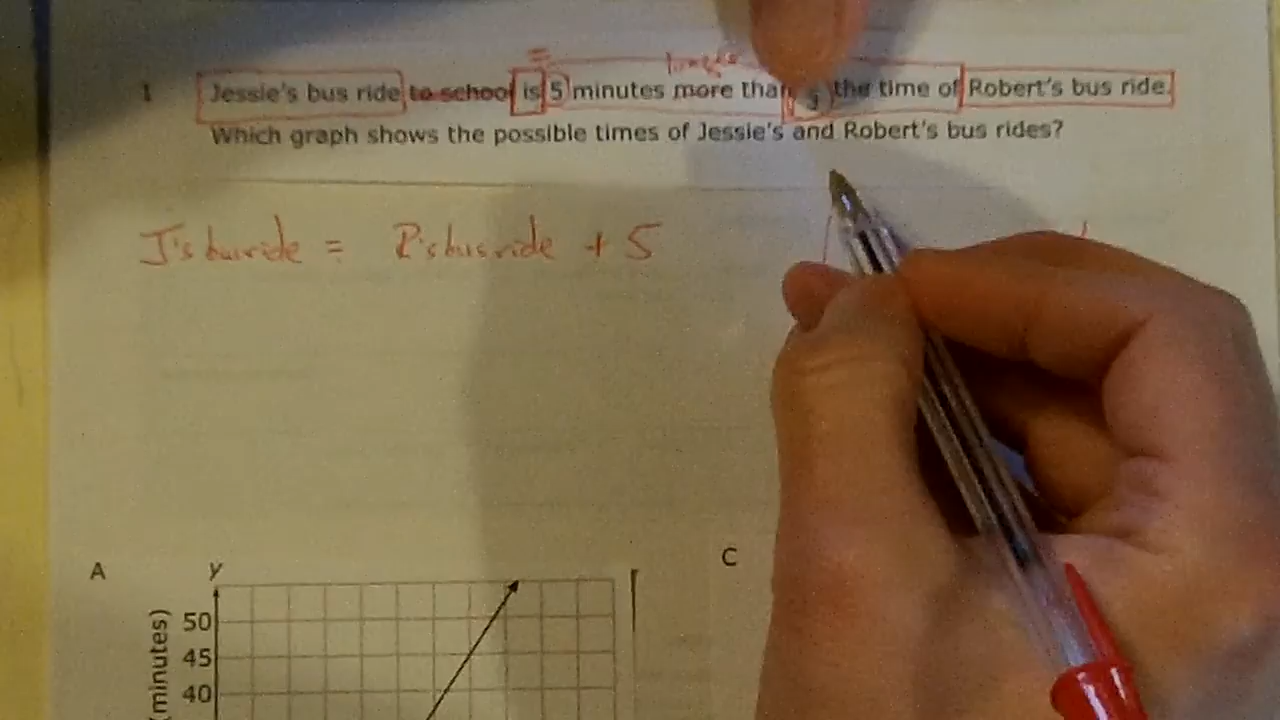 =
times
1 Jessie's bus ride to school is 5 minutes more than the time of Robert's bus ride.
Which graph shows the possible times of Jessie's and Robert's bus rides?
J's bus ride = R's bus ride + 5
A
C
y
50
45
40
(minutes)